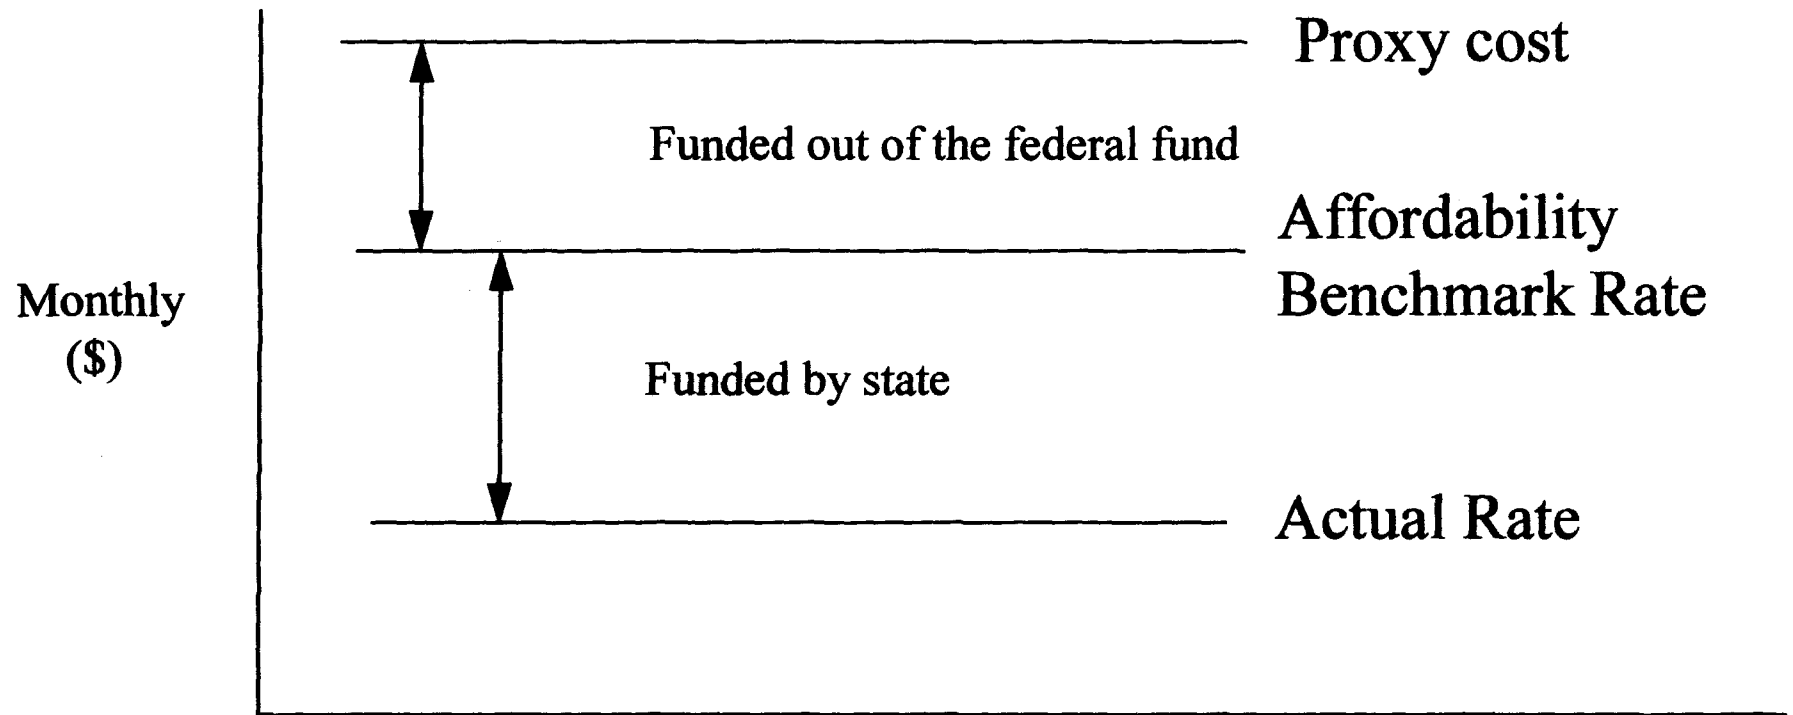 Proxy cost
Funded out of the federal fund
Affordability
Benchmark Rate
Monthly
($)
Funded by state
Actual Rate